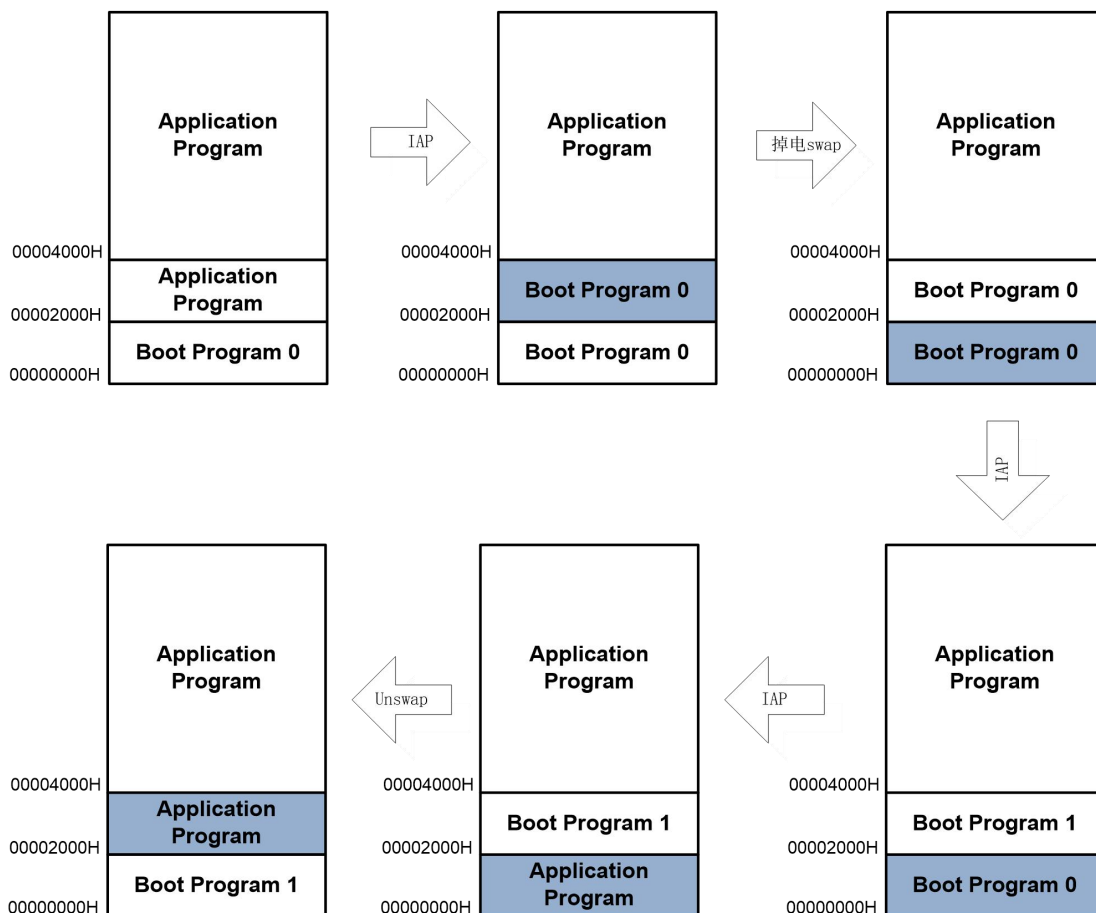 Application
Program
00004000H
Application
Program
00002000H
Boot Program 0
00000000H
IAP
Application
Program
00004000H
Boot Program 0
00002000H
Boot Program 0
00000000H
掉电swap
Application
Program
00004000H
Boot Program 0
00002000H
Boot Program 0
00000000H
IAP
Application
Program
00004000H
Boot Program 1
00002000H
Boot Program 0
00000000H
IAP
Application
Program
00004000H
Boot Program 1
00002000H
Application
Program
00000000H
Unswap
Application
Program
00004000H
Application
Program
00002000H
Boot Program 1
00000000H